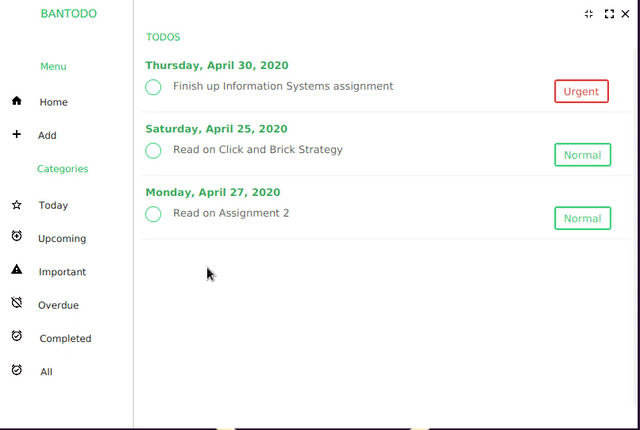 BANTODO
Menu
Home
Add
Categories
Today
Upcoming
Important
Overdue
Completed
All
TODOS
Thursday, April 30, 2020
Finish up Information Systems assignment
Urgent
Saturday, April 25, 2020
Read on Click and Brick Strategy
Normal
Monday, April 27, 2020
Read on Assignment 2
Normal